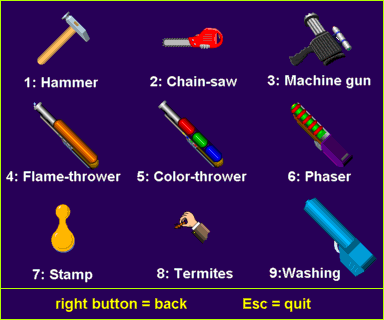 1: Hammer 2: Chain-saw 3: Machine gun
4: Flame-thrower 5: Color-thrower 6: Phaser
7: Stamp 8: Termites 9:Washing
right button = back Esc = quit